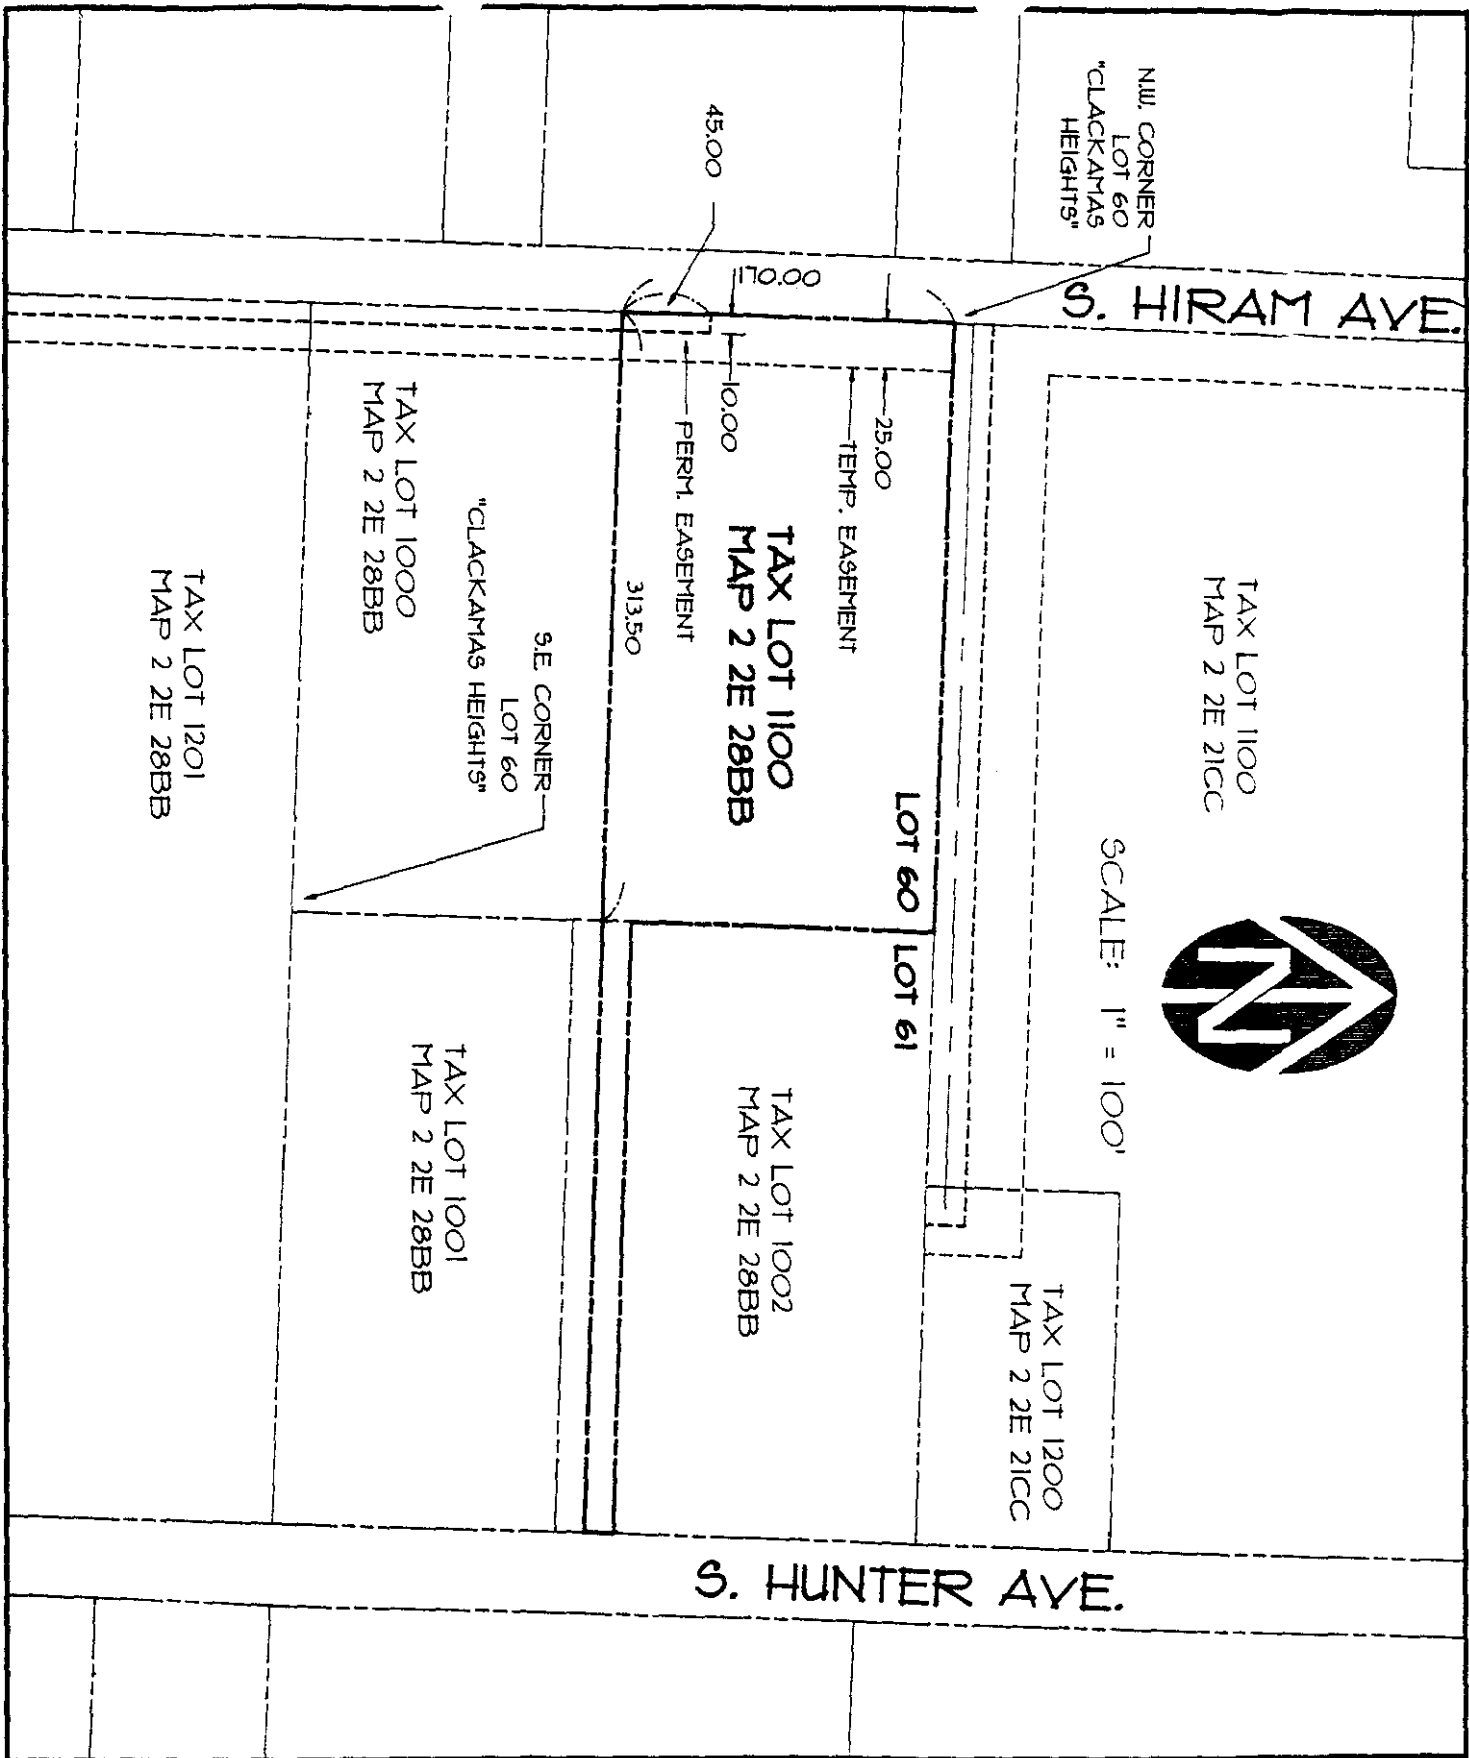 N.W. CORNER
LOT 60
"CLACKAMAS
HEIGHTS"
45.00
170.00
S. HIRAM AVE.
25.00
TEMP. EASEMENT
10.00
PERM. EASEMENT
TAX LOT 1100
MAP 2 2E 28BB
313.50
TAX LOT 1000
MAP 2 2E 28BB
S.E CORNER
LOT 60
"CLACKAMAS HEIGHTS"
TAX LOT 1201
MAP 2 2E 28BB
TAX LOT 1100
MAP 2 2E 21CC
SCALE: 1" = 100'
N
LOT 60
LOT 61
TAX LOT 1001
MAP 2 2E 28BB
TAX LOT 1002
MAP 2 2E 28BB
TAX LOT 1200
MAP 2 2E 21CC
S. HUNTER AVE.